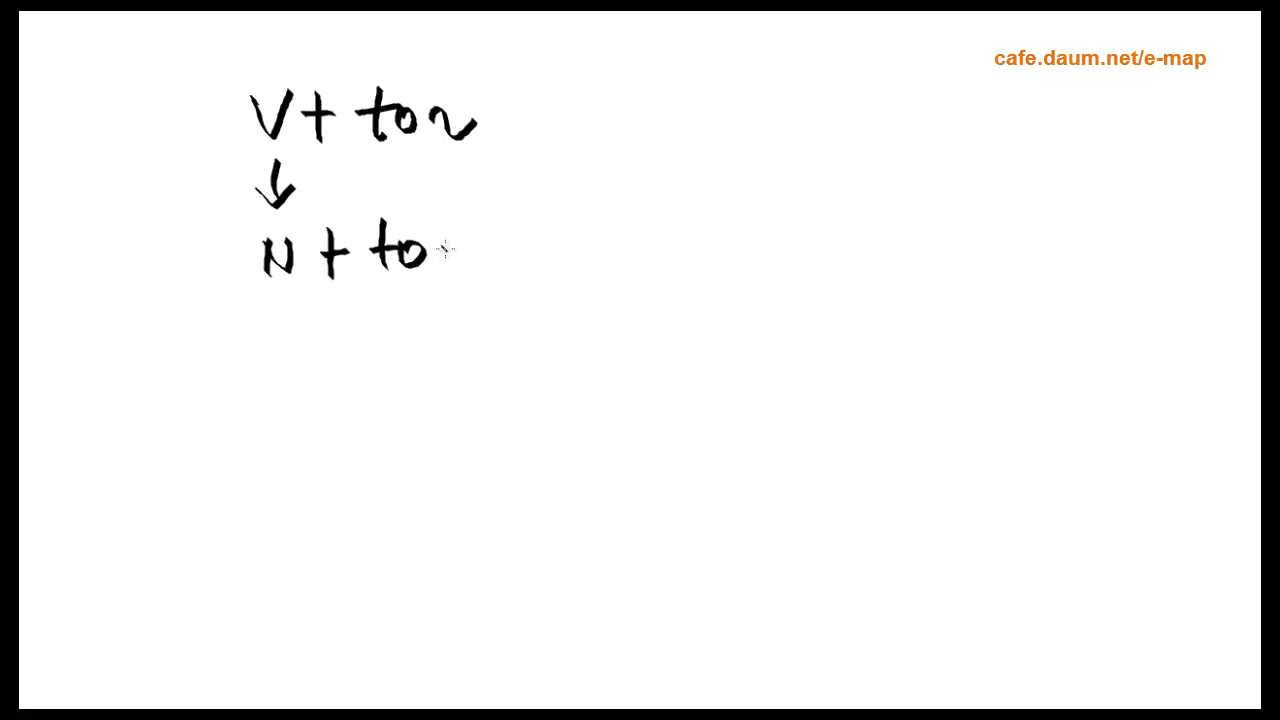 cafe.daum.net/e-map
V + to ~
↓
N + to